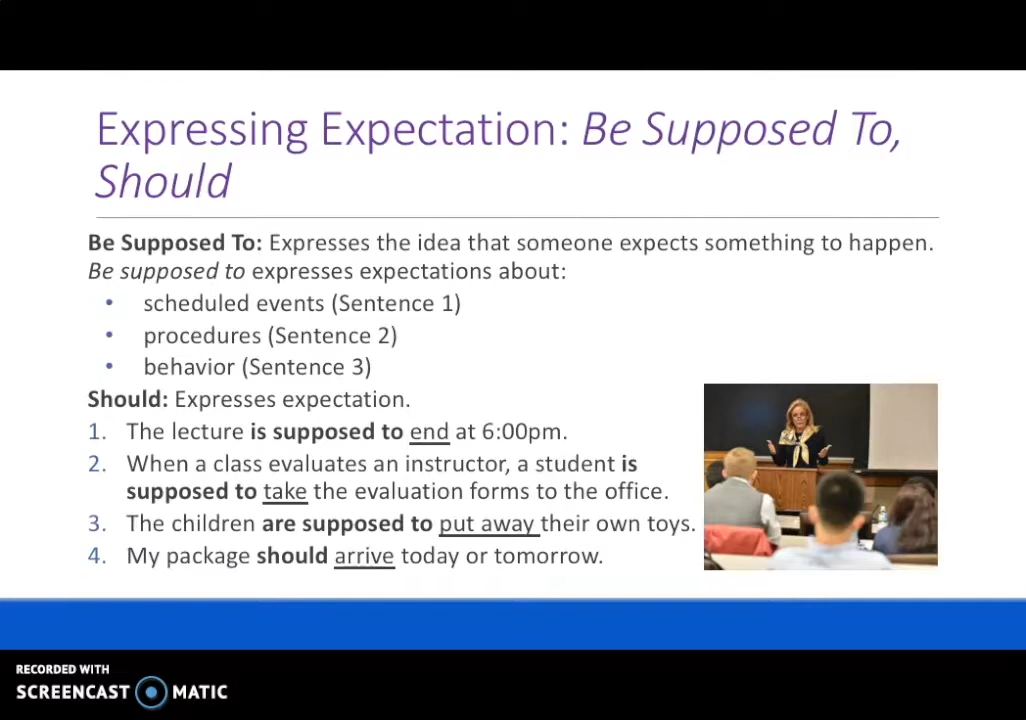 Expressing Expectation: Be Supposed To,
Should
Be Supposed To: Expresses the idea that someone expects something to happen.
Be supposed to expresses expectations about:
• scheduled events (Sentence 1)
• procedures (Sentence 2)
• behavior (Sentence 3)
Should: Expresses expectation.
1. The lecture is supposed to end at 6:00pm.
2. When a class evaluates an instructor, a student is
supposed to take the evaluation forms to the office.
3. The children are supposed to put away their own toys.
4. My package should arrive today or tomorrow.
RECORDED WITH
SCREENCAST MATIC